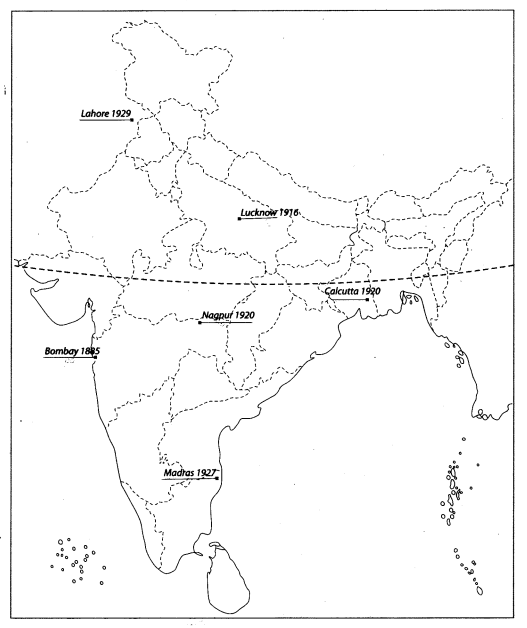 Lahore 1929
Lucknow 1916
Calcutta 1920
Nagpur 1920
Bombay 1885
Madras 1927